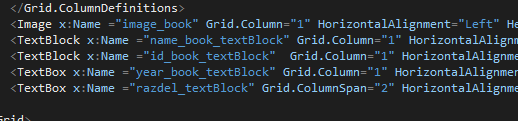 </Grid.ColumnDefinitions>
<Image x:Name ="image_book" Grid.Column="1" HorizontalAlignment="Left" He
<TextBlock x:Name ="name_book_textBlock" Grid.Column="1" HorizontalAlignm
<TextBlock x:Name ="id_book_textBlock"  Grid.Column="1" HorizontalAlignme
<TextBox x:Name ="year_book_textBlock" Grid.Column="1" HorizontalAlignmen
<TextBox x:Name ="razdel_textBlock" Grid.ColumnSpan="2" HorizontalAlignme
Grid>